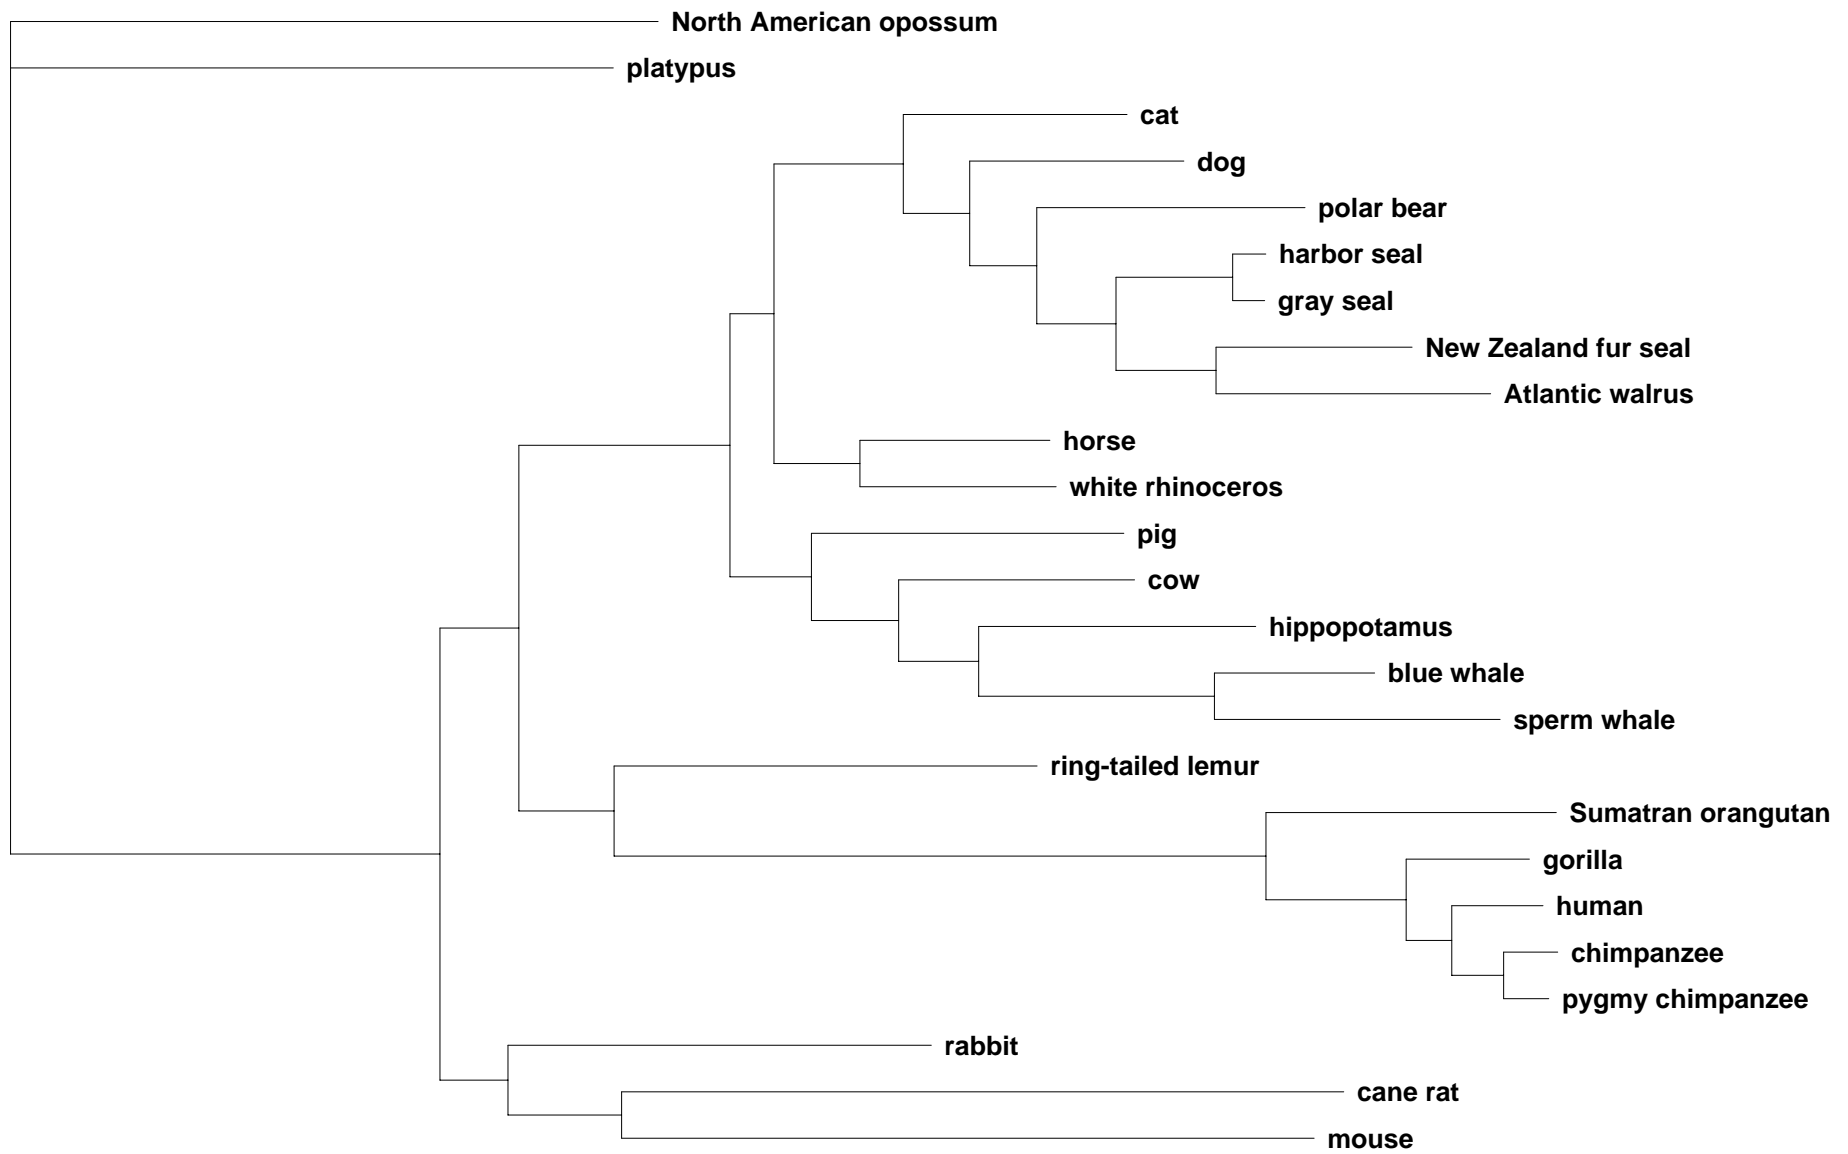 North American opossum
platypus
cat
dog
polar bear
harbor seal
gray seal
New Zealand fur seal
Atlantic walrus
horse
white rhinoceros
pig
cow
hippopotamus
blue whale
sperm whale
ring-tailed lemur
Sumatran orangutan
gorilla
human
chimpanzee
pygmy chimpanzee
rabbit
cane rat
mouse